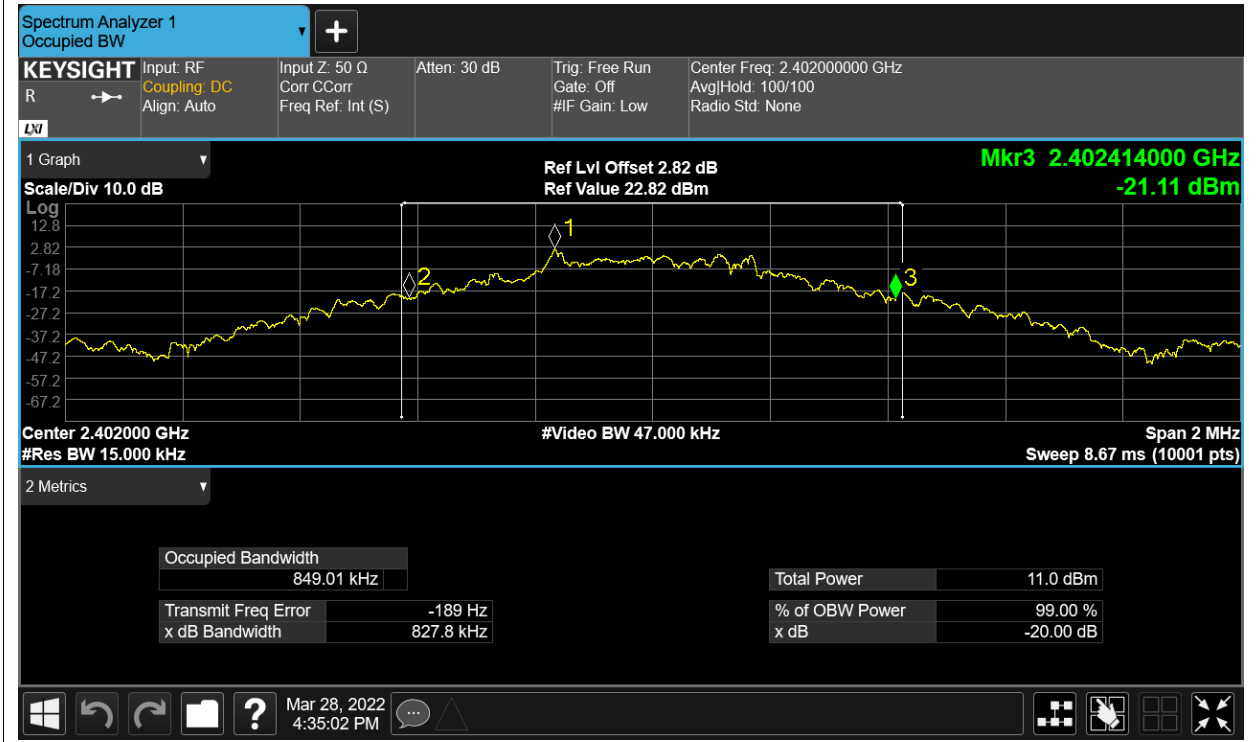 Spectrum Analyzer 1
Occupied BW
+
KEYSIGHT Input: RF Input Z: 50 Ω Atten: 30 dB Trig: Free Run Center Freq: 2.402000000 GHz
R Coupling: DC Corr CCorr Gate: Off Avg|Hold: 100/100
Align: Auto Freq Ref: Int (S) #IF Gain: Low Radio Std: None
LXI
1 Graph Ref Lvl Offset 2.82 dB Mkr3 2.402414000 GHz
Scale/Div 10.0 dB Ref Value 22.82 dBm -21.11 dBm
Log
12.8
2.82
-7.18
-17.2
-27.2
-37.2
-47.2
-57.2
-67.2
1
2
3
Center 2.402000 GHz #Video BW 47.000 kHz Span 2 MHz
#Res BW 15.000 kHz Sweep 8.67 ms (10001 pts)
2 Metrics
Occupied Bandwidth
849.01 kHz Total Power 11.0 dBm
Transmit Freq Error -189 Hz % of OBW Power 99.00 %
x dB Bandwidth 827.8 kHz x dB -20.00 dB
? Mar 28, 2022
4:35:02 PM